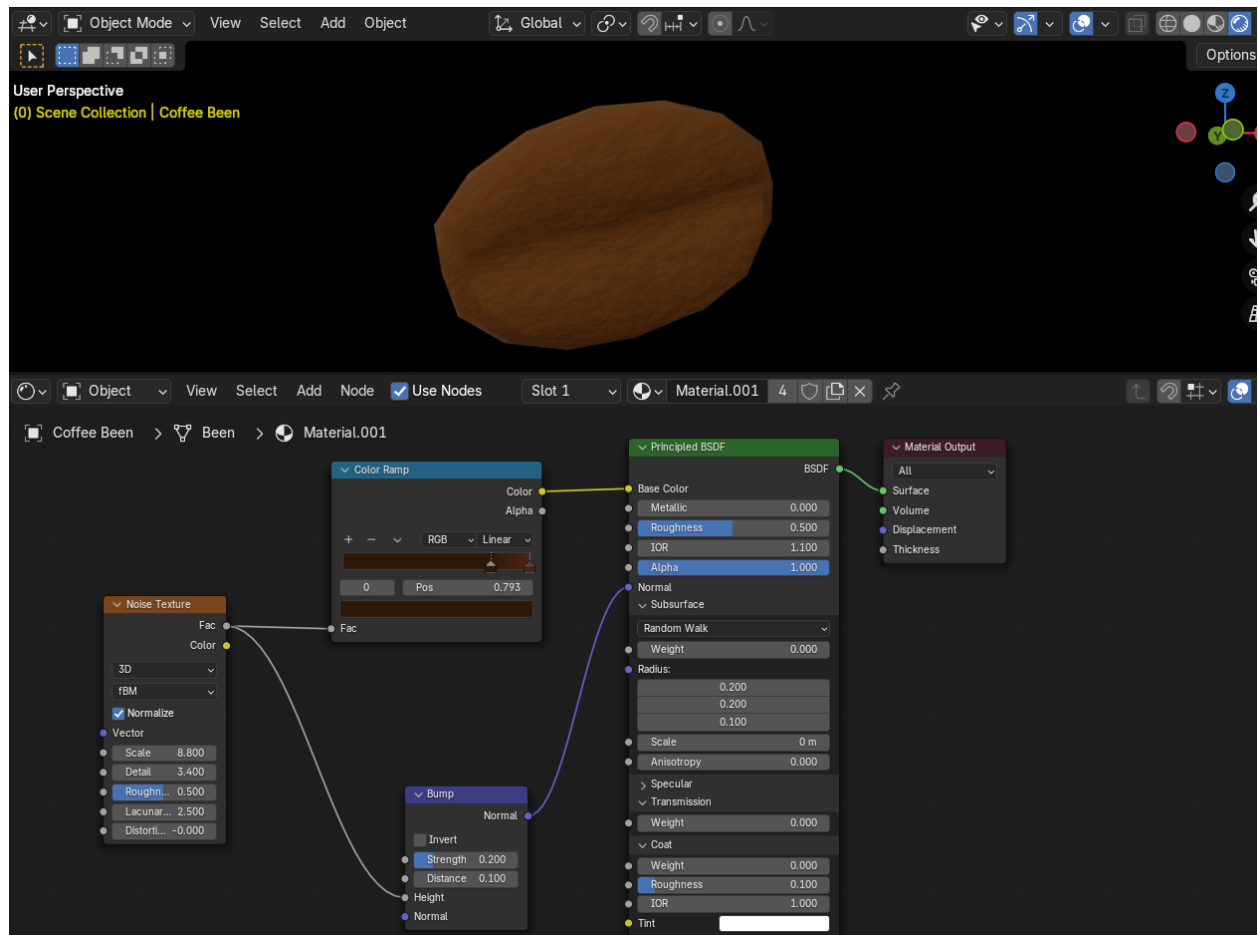 Object Mode View Select Add Object Global
Options
User Perspective
(0) Scene Collection | Coffee Been
Z
Y
Object View Select Add Node Use Nodes Slot 1 Material.001 4
Coffee Been > Been > Material.001
Color Ramp
Color
Alpha
+ − RGB Linear
0 Pos 0.793
Fac
Noise Texture
Fac
Color
3D
fBM
Normalize
Vector
Scale 8.800
Detail 3.400
Roughn... 0.500
Lacunar... 2.500
Distorti... -0.000
Bump
Normal
Invert
Strength 0.200
Distance 0.100
Height
Normal
Principled BSDF
BSDF
Base Color
Metallic 0.000
Roughness 0.500
IOR 1.100
Alpha 1.000
Normal
Subsurface
Random Walk
Weight 0.000
Radius:
0.200
0.200
0.100
Scale 0 m
Anisotropy 0.000
Specular
Transmission
Weight 0.000
Coat
Weight 0.000
Roughness 0.100
IOR 1.000
Tint
Material Output
All
Surface
Volume
Displacement
Thickness